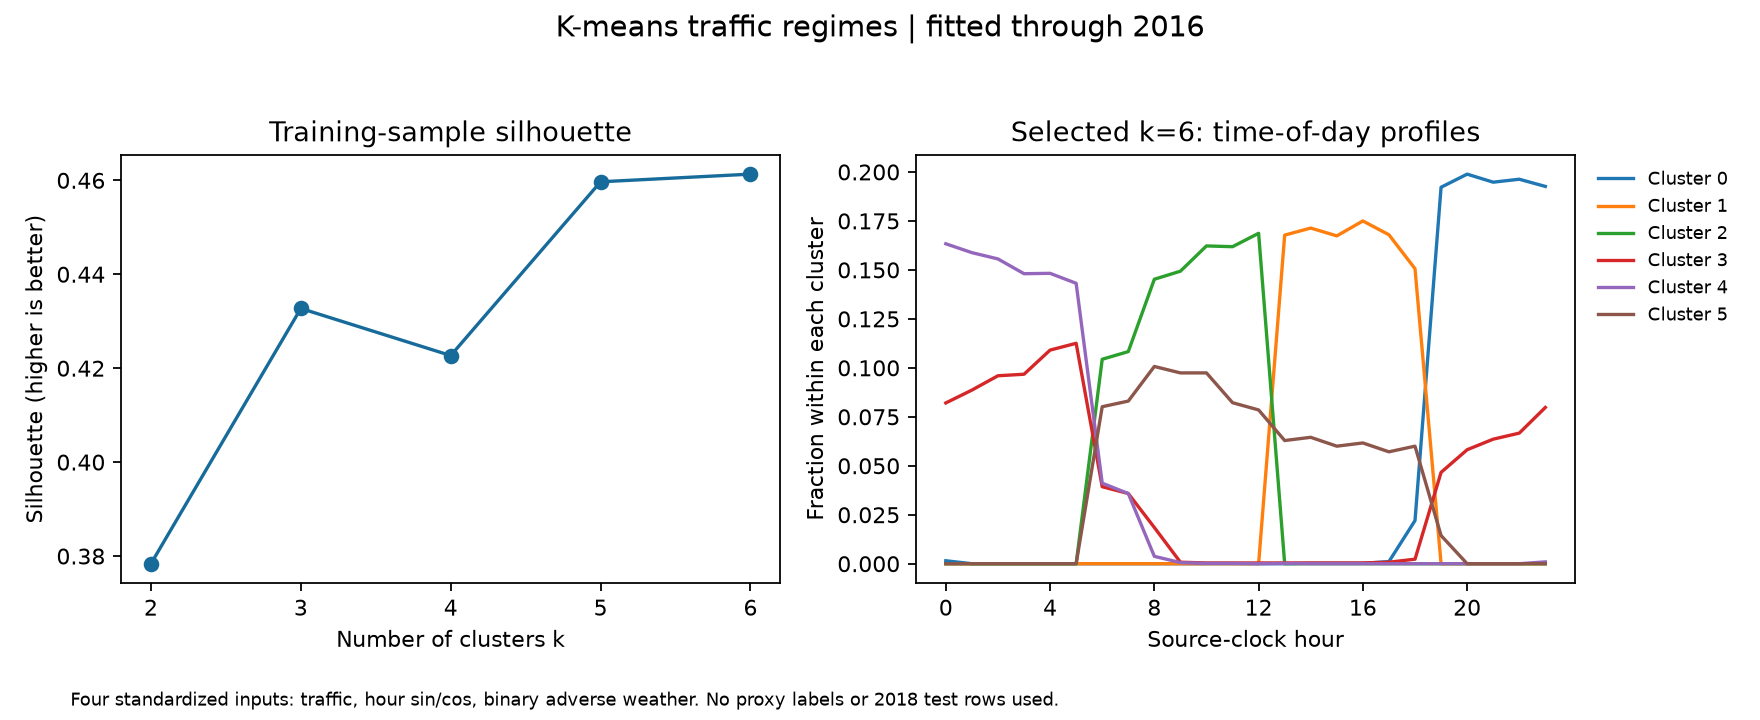 K-means traffic regimes | fitted through 2016
Training-sample silhouette
Silhouette (higher is better)
0.46
0.44
0.42
0.40
0.38
2 3 4 5 6
Number of clusters k
Selected k=6: time-of-day profiles
Fraction within each cluster
0.200
0.175
0.150
0.125
0.100
0.075
0.050
0.025
0.000
0 4 8 12 16 20
Source-clock hour
Cluster 0
Cluster 1
Cluster 2
Cluster 3
Cluster 4
Cluster 5
Four standardized inputs: traffic, hour sin/cos, binary adverse weather. No proxy labels or 2018 test rows used.